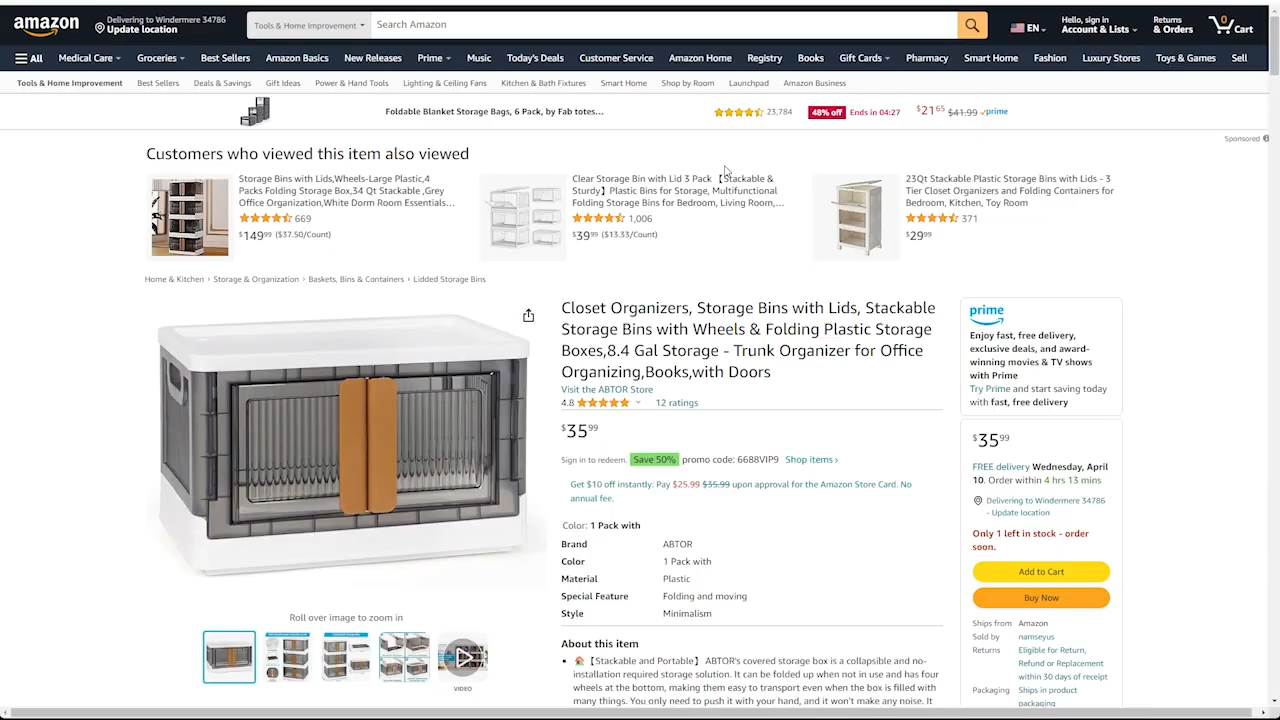 amazon
Delivering to Windermere 34786
Update location
Tools & Home Improvement
Search Amazon
EN
Hello, sign in
Account & Lists
Returns
& Orders
0
Cart
All
Medical Care
Groceries
Best Sellers
Amazon Basics
New Releases
Prime
Music
Today's Deals
Customer Service
Amazon Home
Registry
Books
Gift Cards
Pharmacy
Smart Home
Fashion
Luxury Stores
Toys & Games
Sell
Tools & Home Improvement
Best Sellers
Deals & Savings
Gift Ideas
Power & Hand Tools
Lighting & Ceiling Fans
Kitchen & Bath Fixtures
Smart Home
Shop by Room
Launchpad
Amazon Business
Foldable Blanket Storage Bags, 6 Pack, by Fab totes...
23,784
48% off
Ends in 04:27
$2165
$41.99
prime
Sponsored
Customers who viewed this item also viewed
Storage Bins with Lids,Wheels-Large Plastic,4
Packs Folding Storage Box,34 Qt Stackable ,Grey
Office Organization,White Dorm Room Essentials...
669
$14999 ($37.50/Count)
Clear Storage Bin with Lid 3 Pack 【Stackable &
Sturdy】Plastic Bins for Storage, Multifunctional
Folding Storage Bins for Bedroom, Living Room,...
1,006
$3999 ($13.33/Count)
23Qt Stackable Plastic Storage Bins with Lids - 3
Tier Closet Organizers and Folding Containers for
Bedroom, Kitchen, Toy Room
371
$2999
Home & Kitchen › Storage & Organization › Baskets, Bins & Containers › Lidded Storage Bins
Closet Organizers, Storage Bins with Lids, Stackable
Storage Bins with Wheels & Folding Plastic Storage
Boxes,8.4 Gal Storage - Trunk Organizer for Office
Organizing,Books,with Doors
Visit the ABTOR Store
4.8
12 ratings
$3599
Sign in to redeem. Save 50% promo code: 6688VIP9 Shop items ›
Get $10 off instantly: Pay $25.99 $35.99 upon approval for the Amazon Store Card. No
annual fee.
Color: 1 Pack with
Brand ABTOR
Color 1 Pack with
Material Plastic
Special Feature Folding and moving
Style Minimalism
About this item
• 【Stackable and Portable】 ABTOR's covered storage box is a collapsible and no-
installation required storage solution. It can be folded up when not in use and has four
wheels at the bottom, making them easy to transport even when the box is filled with
many things. You only need to push it with your hand, and it won't make any noise. It
Roll over image to zoom in
VIDEO
prime
Enjoy fast, free delivery,
exclusive deals, and award-
winning movies & TV shows
with Prime
Try Prime and start saving today
with fast, free delivery
$3599
FREE delivery Wednesday, April
10. Order within 4 hrs 13 mins
Delivering to Windermere 34786
- Update location
Only 1 left in stock - order
soon.
Add to Cart
Buy Now
Ships from Amazon
Sold by namseyus
Returns Eligible for Return,
Refund or Replacement
within 30 days of receipt
Packaging Ships in product
packaging